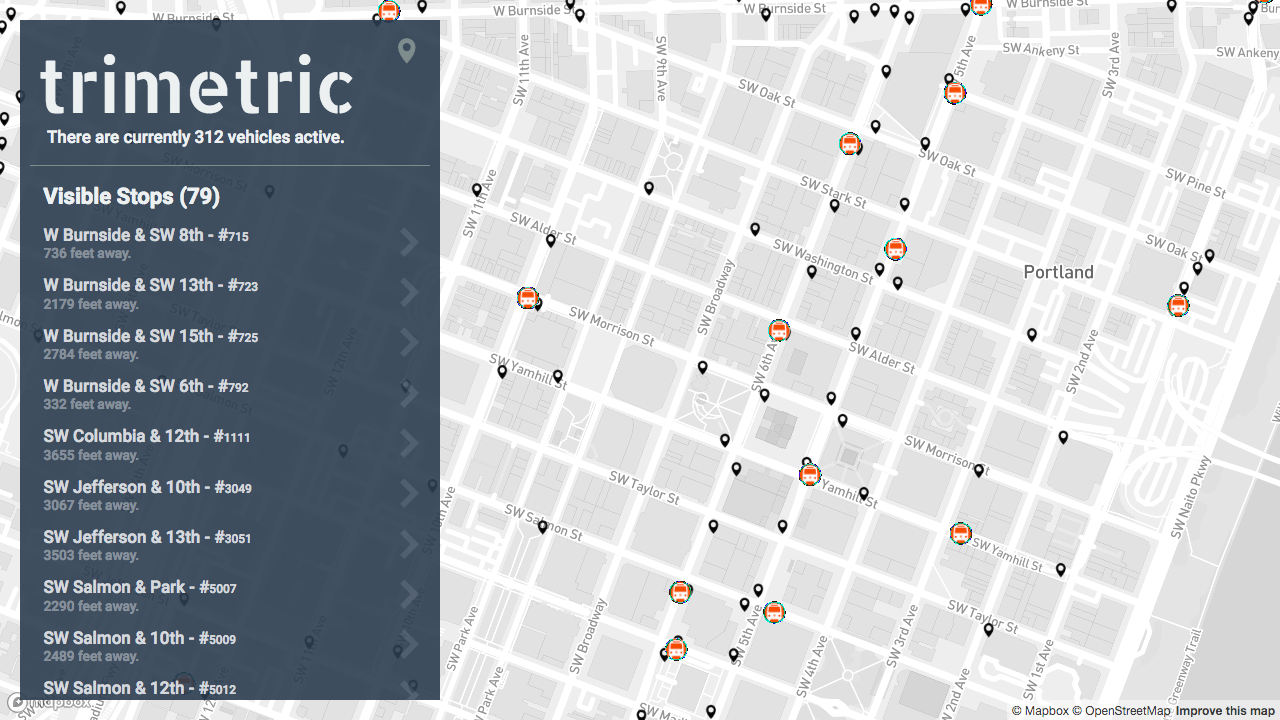 trimetric
There are currently 312 vehicles active.
Visible Stops (79)
W Burnside & SW 8th - #715
736 feet away.
W Burnside & SW 13th - #723
2179 feet away.
W Burnside & SW 15th - #725
2784 feet away.
W Burnside & SW 6th - #792
332 feet away.
SW Columbia & 12th - #1111
3655 feet away.
SW Jefferson & 10th - #3049
3067 feet away.
SW Jefferson & 13th - #3051
3503 feet away.
SW Salmon & Park - #5007
2290 feet away.
SW Salmon & 10th - #5009
2489 feet away.
SW Salmon & 12th - #5012
mapbox
W Burnside St
W Burnside St
W Burnside St
W Burnside St
SW Ankeny St
SW Ankeny
SW 11th Ave
SW 9th Ave
5th Ave
SW 3rd Ave
SW Oak St
SW Oak St
SW Pine St
SW Stark St
SW 11th Ave
SW Alder St
SW Washington St
SW Oak St
Portland
SW Broadway
SW Morrison St
SW 6th Ave
SW Alder St
SW 2nd Ave
SW Yamhill St
SW Morrison St
SW Taylor St
Yamhill St
SW Naito Pkwy
SW Salmon St
SW Yamhill St
SW Broadway
SW 5th Ave
SW 3rd Ave
SW Taylor St
SW Park Ave
SW 4th Ave
SW 1st Ave
Greenway Trail
Park Ave
SW 2nd Ave
© Mapbox © OpenStreetMap Improve this map